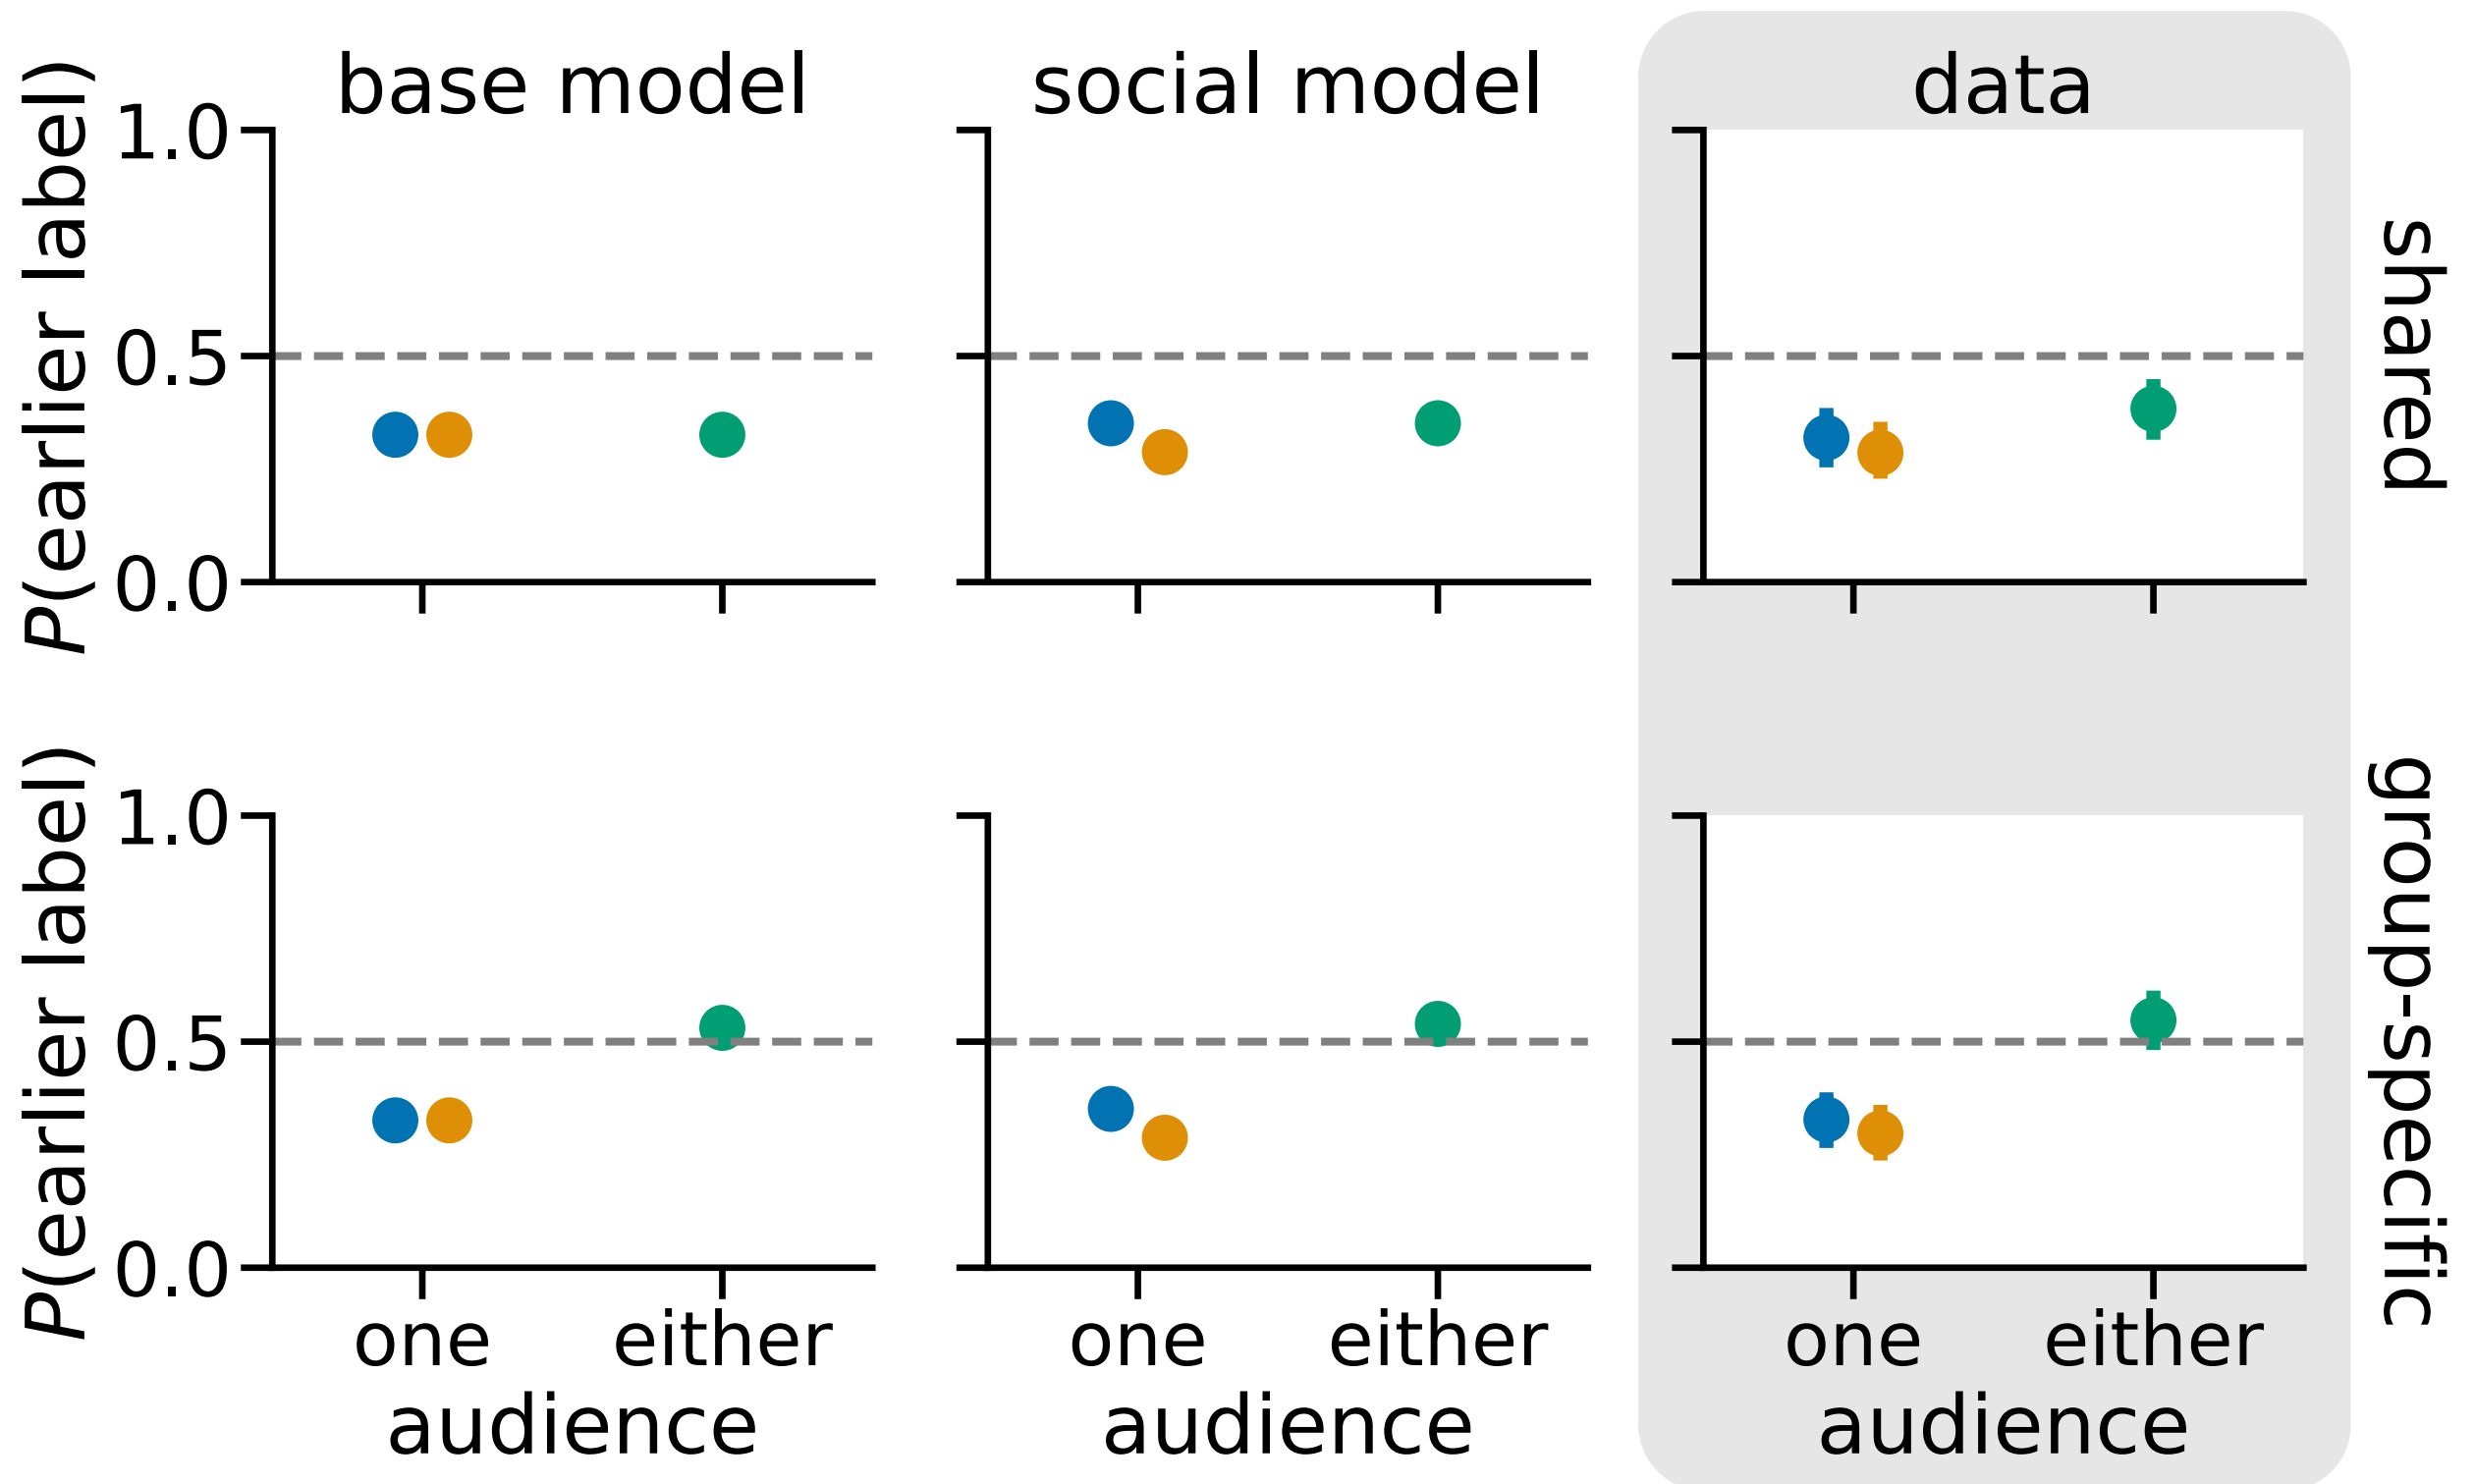 base model
social model
data
P(earlier label)
1.0
0.5
0.0
shared
P(earlier label)
1.0
0.5
0.0
group-specific
one either
one either
one either
audience
audience
audience